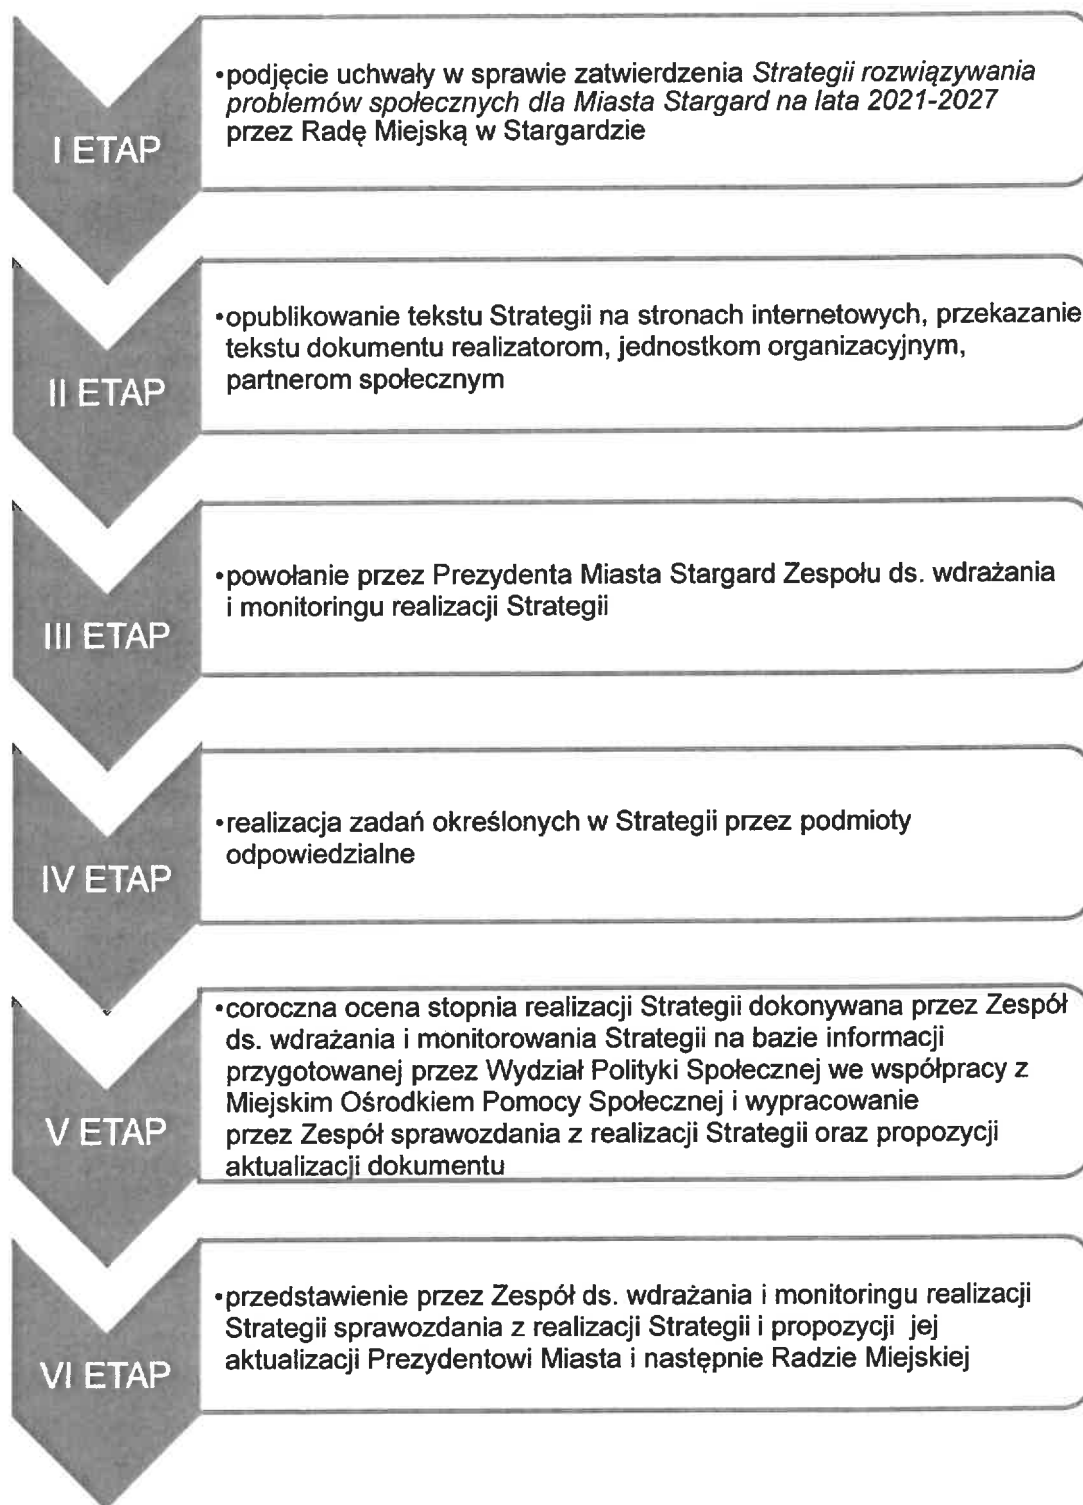 I ETAP
•podjęcie uchwały w sprawie zatwierdzenia Strategii rozwiązywania
problemów społecznych dla Miasta Stargard na lata 2021-2027
przez Radę Miejską w Stargardzie
II ETAP
•opublikowanie tekstu Strategii na stronach internetowych, przekazanie
tekstu dokumentu realizatorom, jednostkom organizacyjnym,
partnerom społecznym
III ETAP
•powołanie przez Prezydenta Miasta Stargard Zespołu ds. wdrażania
i monitoringu realizacji Strategii
IV ETAP
•realizacja zadań określonych w Strategii przez podmioty
odpowiedzialne
V ETAP
•coroczna ocena stopnia realizacji Strategii dokonywana przez Zespół
ds. wdrażania i monitorowania Strategii na bazie informacji
przygotowanej przez Wydział Polityki Społecznej we współpracy z
Miejskim Ośrodkiem Pomocy Społecznej i wypracowanie
przez Zespół sprawozdania z realizacji Strategii oraz propozycji
aktualizacji dokumentu
VI ETAP
•przedstawienie przez Zespół ds. wdrażania i monitoringu realizacji
Strategii sprawozdania z realizacji Strategii i propozycji jej
aktualizacji Prezydentowi Miasta i następnie Radzie Miejskiej